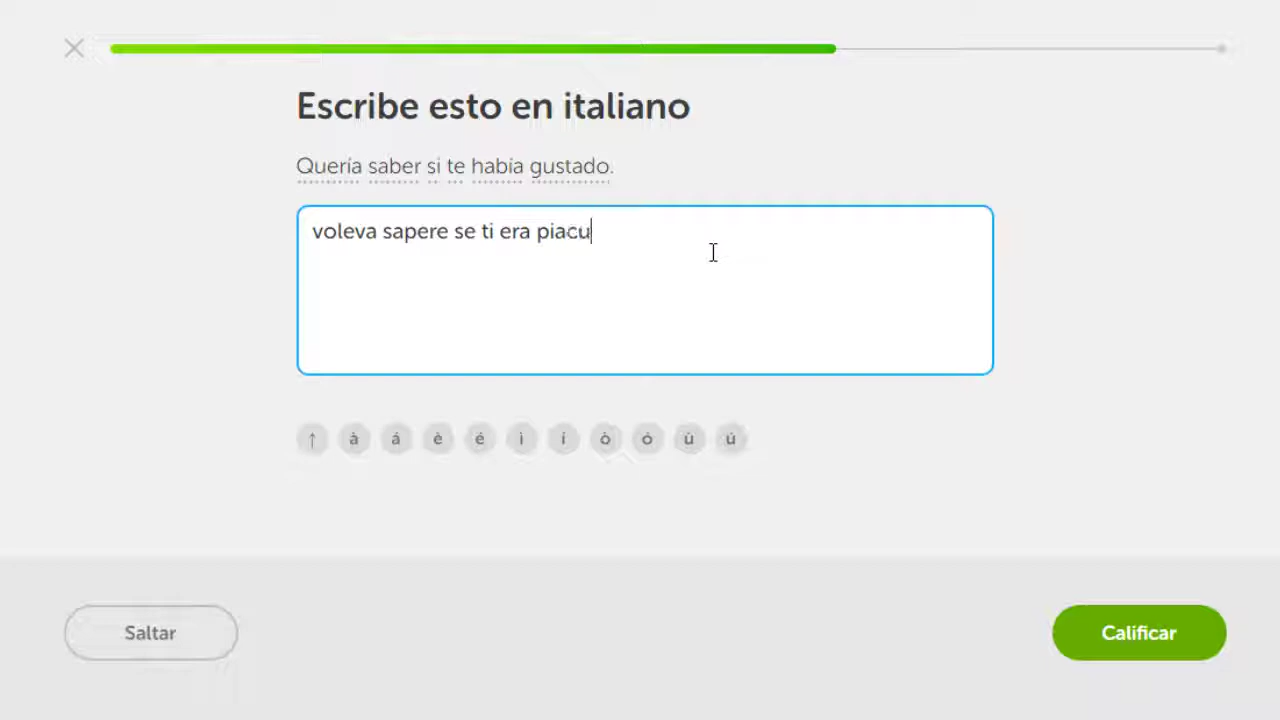 Escribe esto en italiano
Quería saber si te había gustado.
voleva sapere se ti era piacu
↑ à á è é ì í ò ó ù ú
Saltar
Calificar